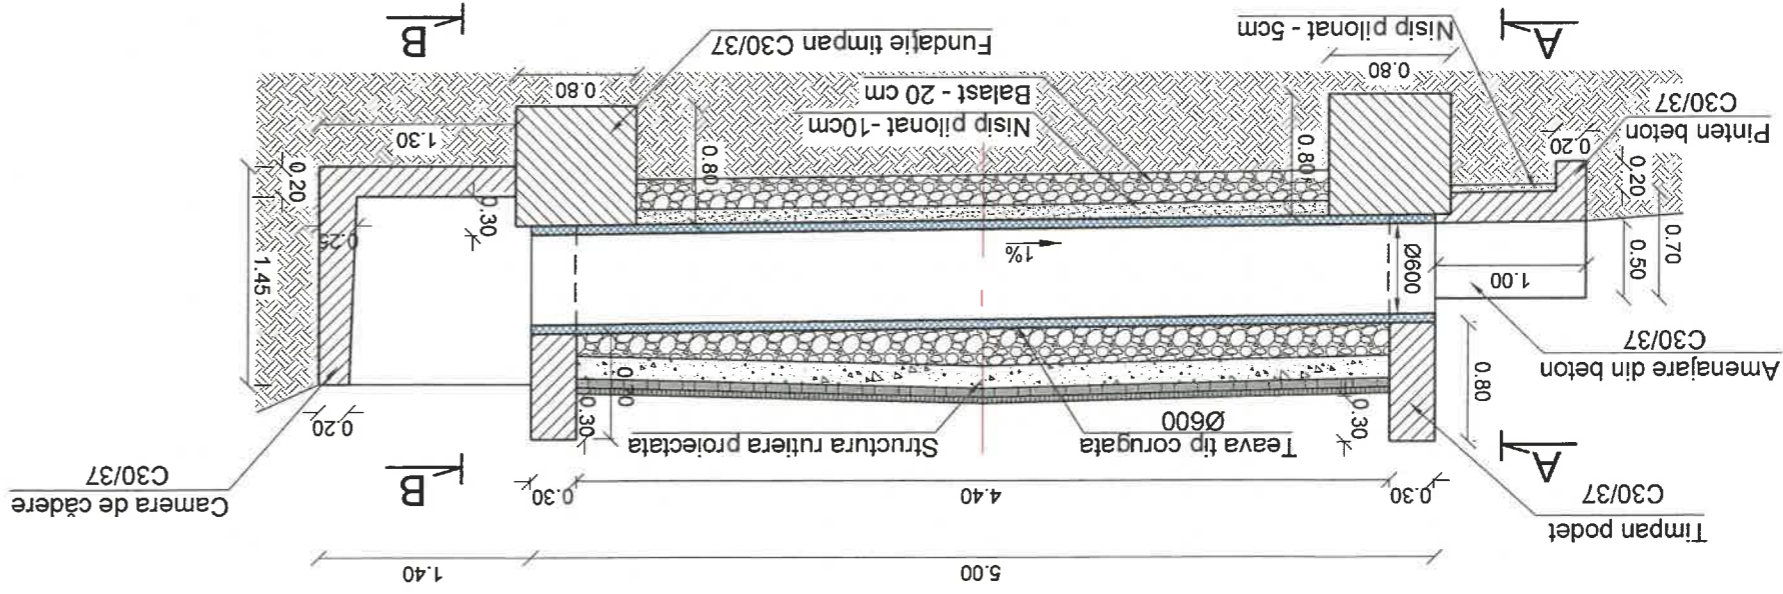 5.00
1.40
Timpan podet
C30/37
0.30
4.40
0.30
Camera de cădere
C30/37
A
B
Teava tip corugata
Ø600
Structura rutiera proiectata
0.30
0.30
0.20
0.80
Amenajare din beton
C30/37
1.00
Ø600
1%
0.70
0.50
1.45
0.25
0.30
0.20
0.20
Pinten beton
C30/37
0.20
0.80
0.80
1.30
Nisip pilonat -10cm
Balast - 20 cm
0.80
0.80
Nisip pilonat - 5cm
Fundaţie timpan C30/37
A
B